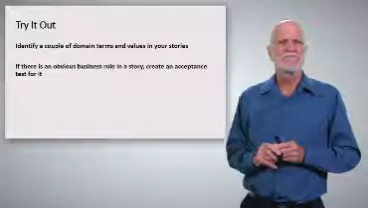 Try It Out
Identify a couple of domain terms and values in your stories
If there is an obvious business rule in a story, create an acceptance
test for it